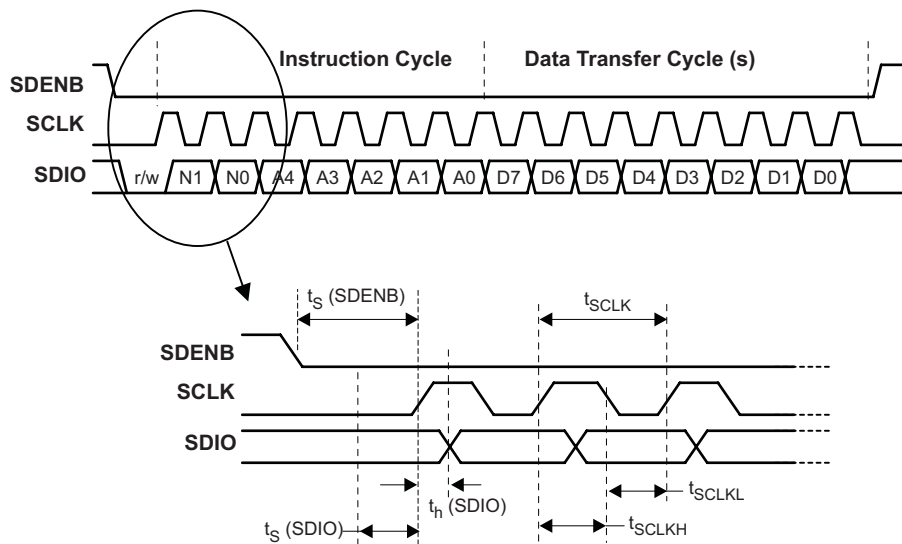 Instruction Cycle Data Transfer Cycle (s)
SDENB
SCLK
SDIO r/w N1 N0 A4 A3 A2 A1 A0 D7 D6 D5 D4 D3 D2 D1 D0
tS (SDENB) tSCLK
SDENB
SCLK
SDIO
th (SDIO) tSCLKL
tS (SDIO) tSCLKH